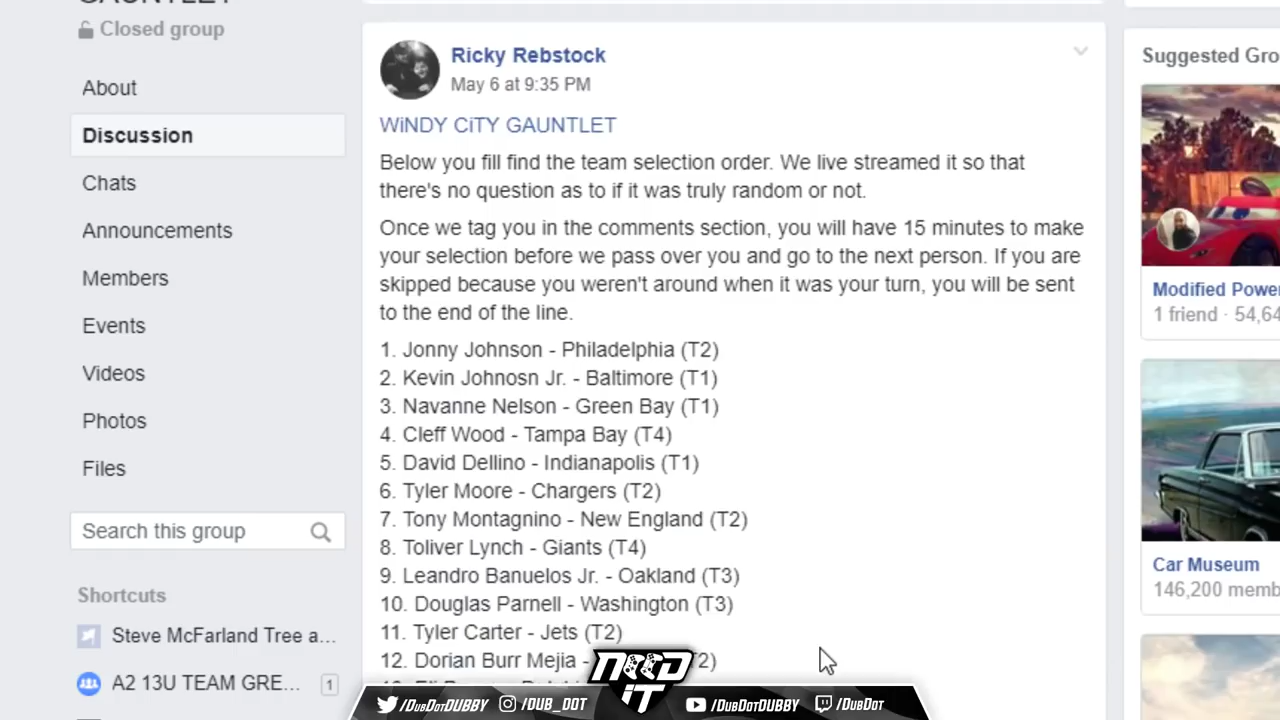 Closed group
About
Discussion
Chats
Announcements
Members
Events
Videos
Photos
Files
Search this group
Shortcuts
Steve McFarland Tree a...
A2 13U TEAM GRE... 1
Ricky Rebstock
May 6 at 9:35 PM
WiNDY CiTY GAUNTLET
Below you fill find the team selection order. We live streamed it so that
there's no question as to if it was truly random or not.
Once we tag you in the comments section, you will have 15 minutes to make
your selection before we pass over you and go to the next person. If you are
skipped because you weren't around when it was your turn, you will be sent
to the end of the line.
1. Jonny Johnson - Philadelphia (T2)
2. Kevin Johnosn Jr. - Baltimore (T1)
3. Navanne Nelson - Green Bay (T1)
4. Cleff Wood - Tampa Bay (T4)
5. David Dellino - Indianapolis (T1)
6. Tyler Moore - Chargers (T2)
7. Tony Montagnino - New England (T2)
8. Toliver Lynch - Giants (T4)
9. Leandro Banuelos Jr. - Oakland (T3)
10. Douglas Parnell - Washington (T3)
11. Tyler Carter - Jets (T2)
12. Dorian Burr Mejia -
Suggested Gro
Modified Power
1 friend · 54,64
Car Museum
146,200 memb
NEED
iT
/DubDotDUBBY /DUB_DOT /DubDotDUBBY /DubDot